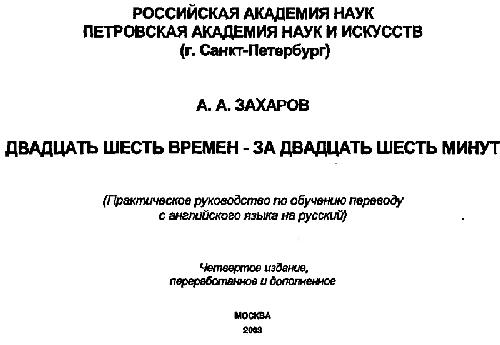 РОССИЙСКАЯ АКАДЕМИЯ НАУК
ПЕТРОВСКАЯ АКАДЕМИЯ НАУК И ИСКУССТВ
(г. Санкт-Петербург)
А. А. ЗАХАРОВ
ДВАДЦАТЬ ШЕСТЬ ВРЕМЕН - ЗА ДВАДЦАТЬ ШЕСТЬ МИНУТ
(Практическое руководство по обучению переводу
с английского языка на русский)
Четвертое издание,
переработанное и дополненное
МОСКВА
2003